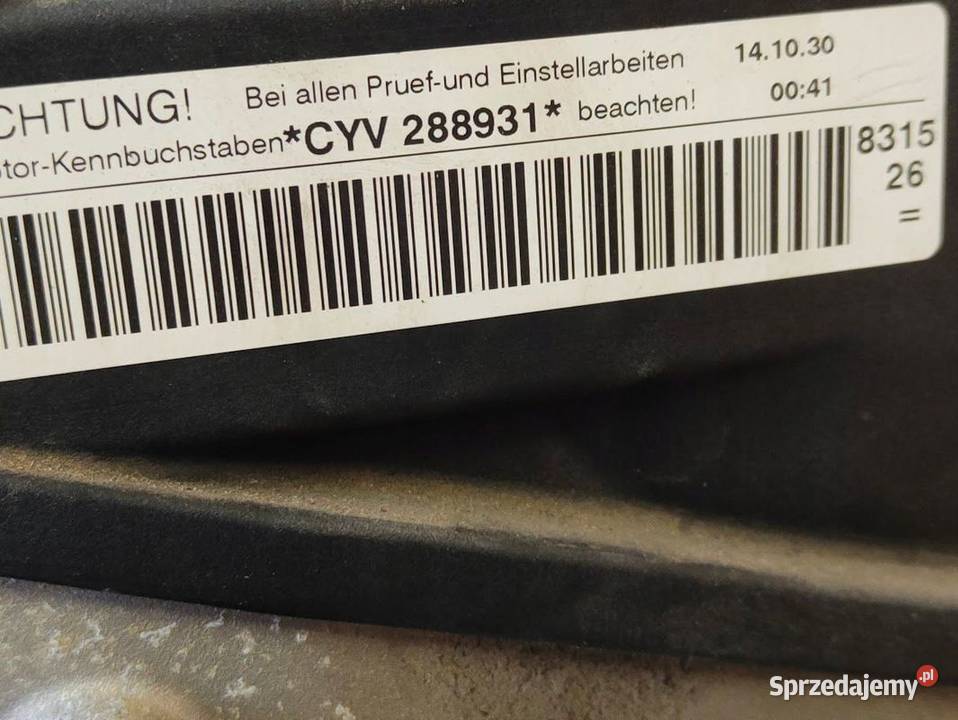 CHTUNG! Bei allen Pruef-und Einstellarbeiten 14.10.30
tor-Kennbuchstaben*CYV 288931* beachten! 00:41
8315
26
=
Sprzedajemy.pl